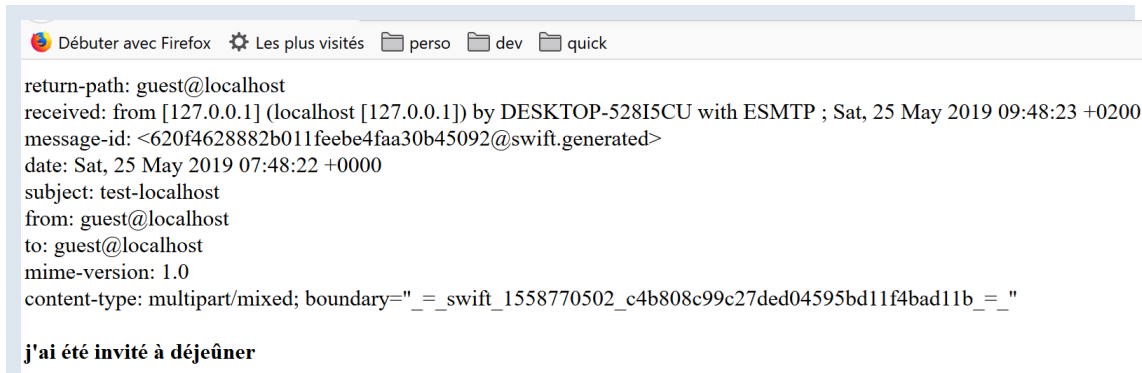 Débuter avec Firefox Les plus visités perso dev quick
return-path: guest@localhost
received: from [127.0.0.1] (localhost [127.0.0.1]) by DESKTOP-528I5CU with ESMTP ; Sat, 25 May 2019 09:48:23 +0200
message-id: <620f4628882b011feebe4faa30b45092@swift.generated>
date: Sat, 25 May 2019 07:48:22 +0000
subject: test-localhost
from: guest@localhost
to: guest@localhost
mime-version: 1.0
content-type: multipart/mixed; boundary="_=_swift_1558770502_c4b808c99c27ded04595bd11f4bad11b_=_"
j'ai été invité à déjeûner